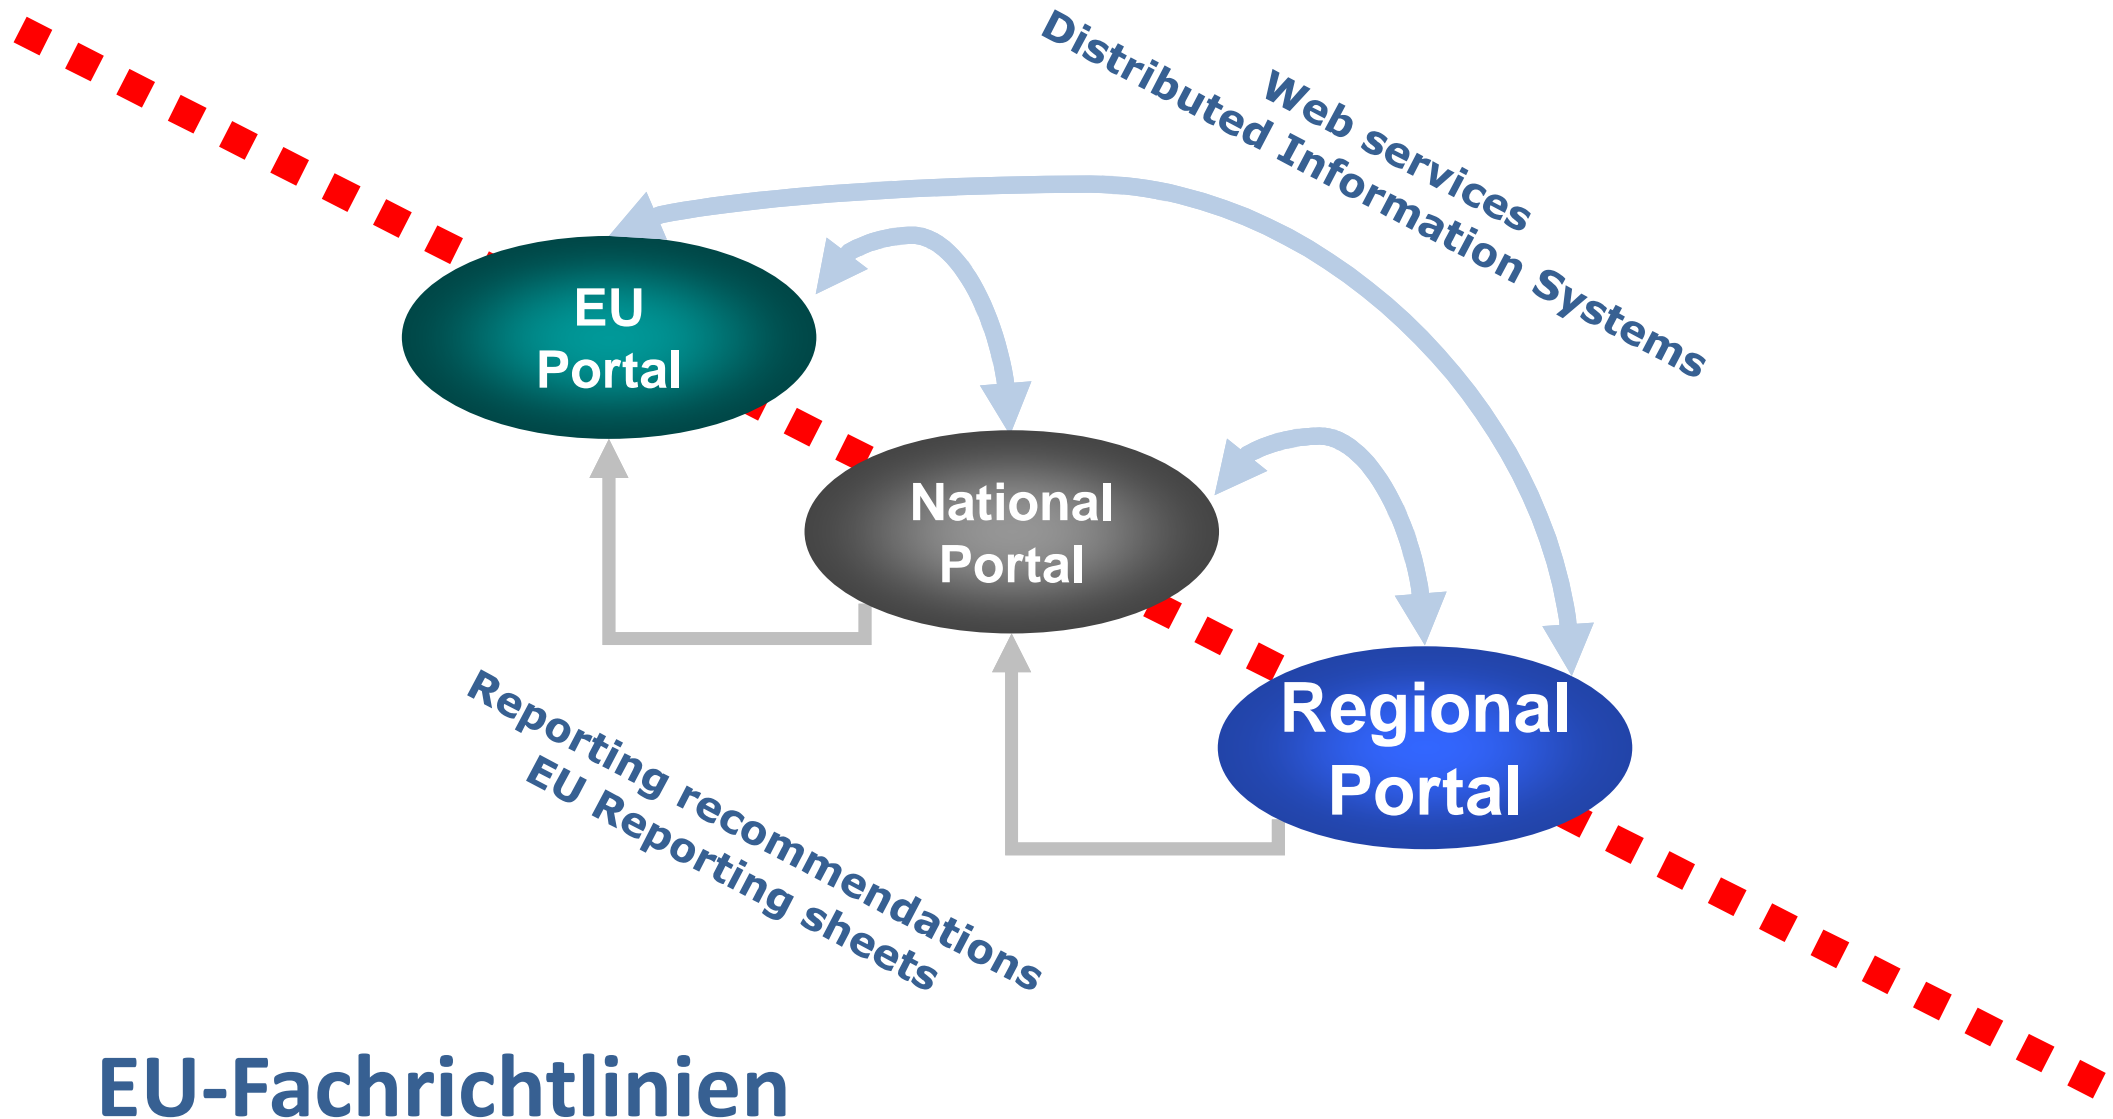 Web services
Distributed Information Systems
EU
Portal
National
Portal
Regional
Portal
Reporting recommendations
EU Reporting sheets
EU-Fachrichtlinien